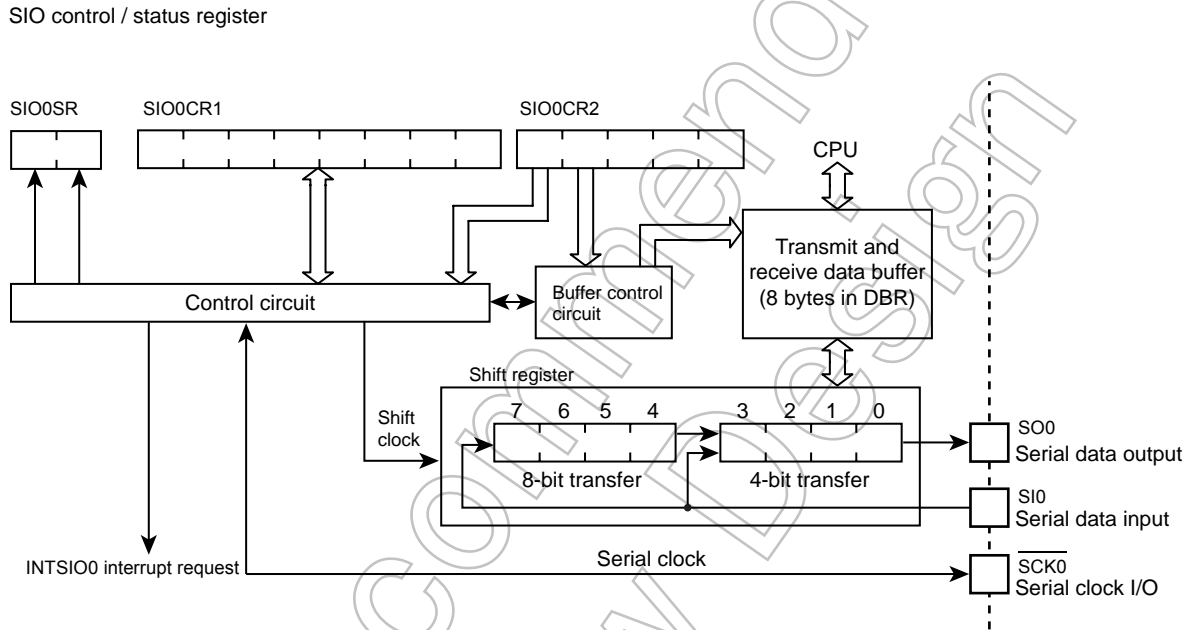 SIO control / status register
SIO0SR
SIO0CR1
SIO0CR2
CPU
Transmit and
receive data buffer
(8 bytes in DBR)
Control circuit
Buffer control
circuit
Shift register
Shift
clock
7 6 5 4 3 2 1 0
8-bit transfer
4-bit transfer
SO0
Serial data output
SI0
Serial data input
INTSIO0 interrupt request
Serial clock
SCK0
Serial clock I/O
commend
w Design